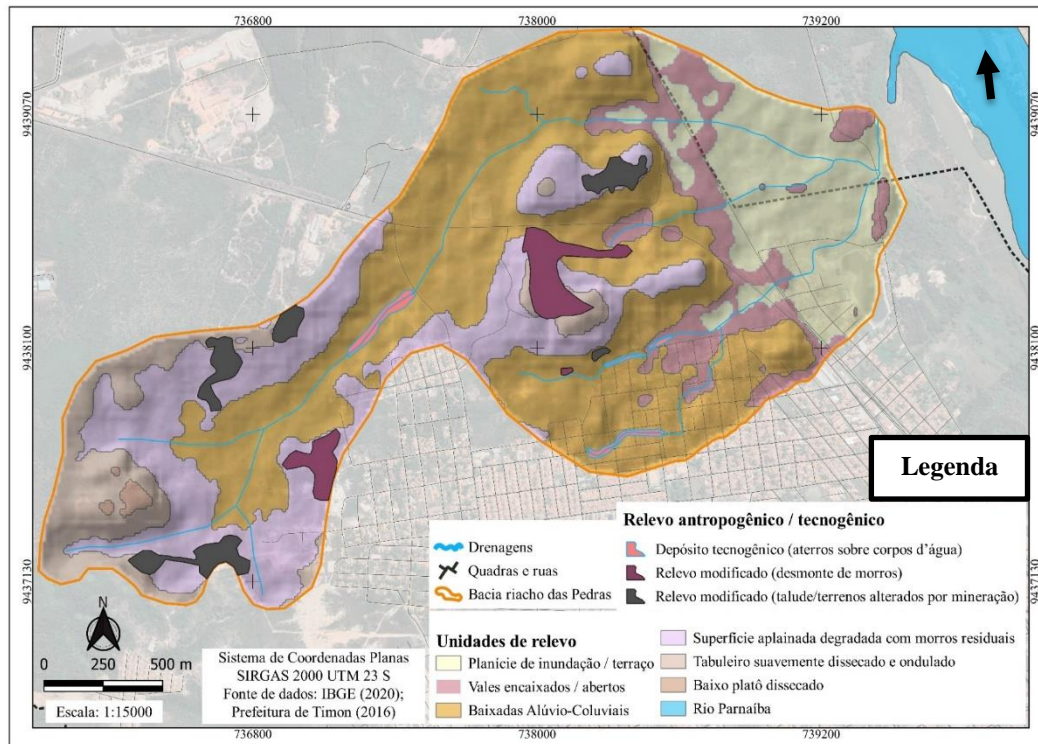 736800 738000 739200
9439070 9439070
9438100 9438100
9437130 9437130
Legenda
Drenagens
Quadras e ruas
Bacia riacho das Pedras
Relevo antropogênico / tecnogênico
Depósito tecnogênico (aterros sobre corpos d'água)
Relevo modificado (desmonte de morros)
Relevo modificado (talude/terrenos alterados por mineração)
Unidades de relevo
Planície de inundação / terraço
Vales encaixados / abertos
Baixadas Alúvio-Coluviais
Superfície aplainada degradada com morros residuais
Tabuleiro suavemente dissecado e ondulado
Baixo platô dissecado
Rio Parnaíba
N
0 250 500 m
Escala: 1:15000
Sistema de Coordenadas Planas
SIRGAS 2000 UTM 23 S
Fonte de dados: IBGE (2020);
Prefeitura de Timon (2016)
736800 738000 739200